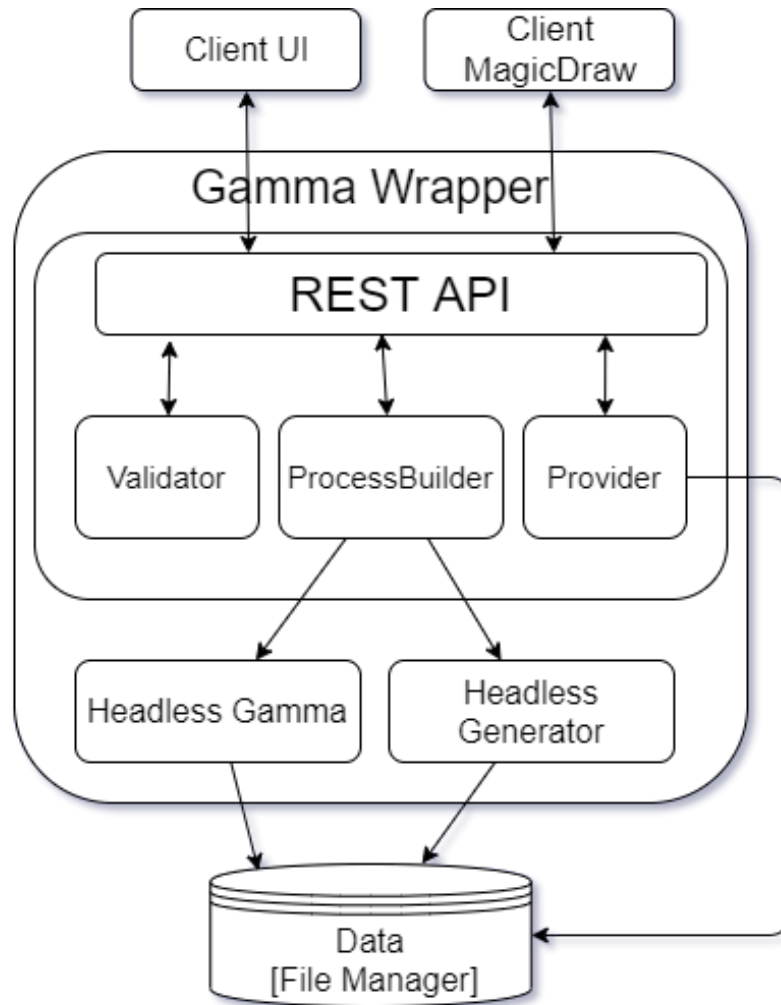 Client UI
Client
MagicDraw
Gamma Wrapper
REST API
Validator
ProcessBuilder
Provider
Headless Gamma
Headless
Generator
Data
[File Manager]